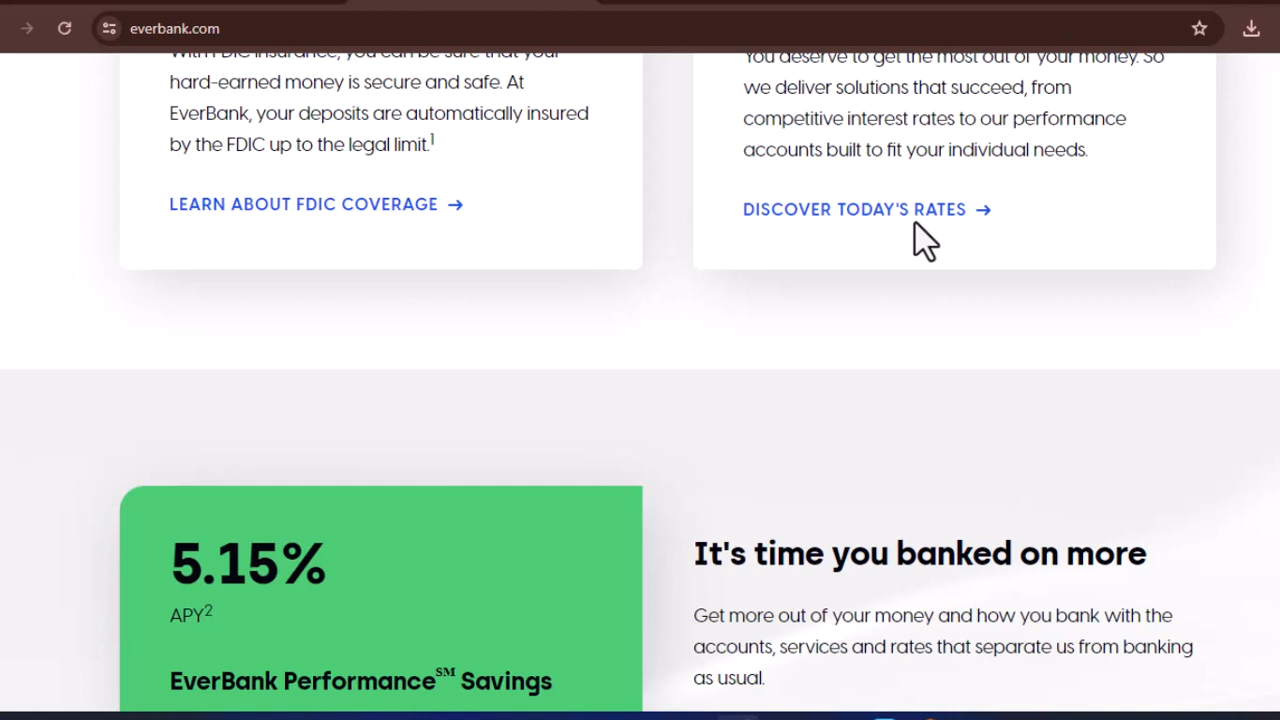 everbank.com
With FDIC insurance, you can be sure that your
hard-earned money is secure and safe. At
EverBank, your deposits are automatically insured
by the FDIC up to the legal limit.1
LEARN ABOUT FDIC COVERAGE →
You deserve to get the most out of your money. So
we deliver solutions that succeed, from
competitive interest rates to our performance
accounts built to fit your individual needs.
DISCOVER TODAY'S RATES →
5.15%
APY2
EverBank Performance℠ Savings
It's time you banked on more
Get more out of your money and how you bank with the
accounts, services and rates that separate us from banking
as usual.